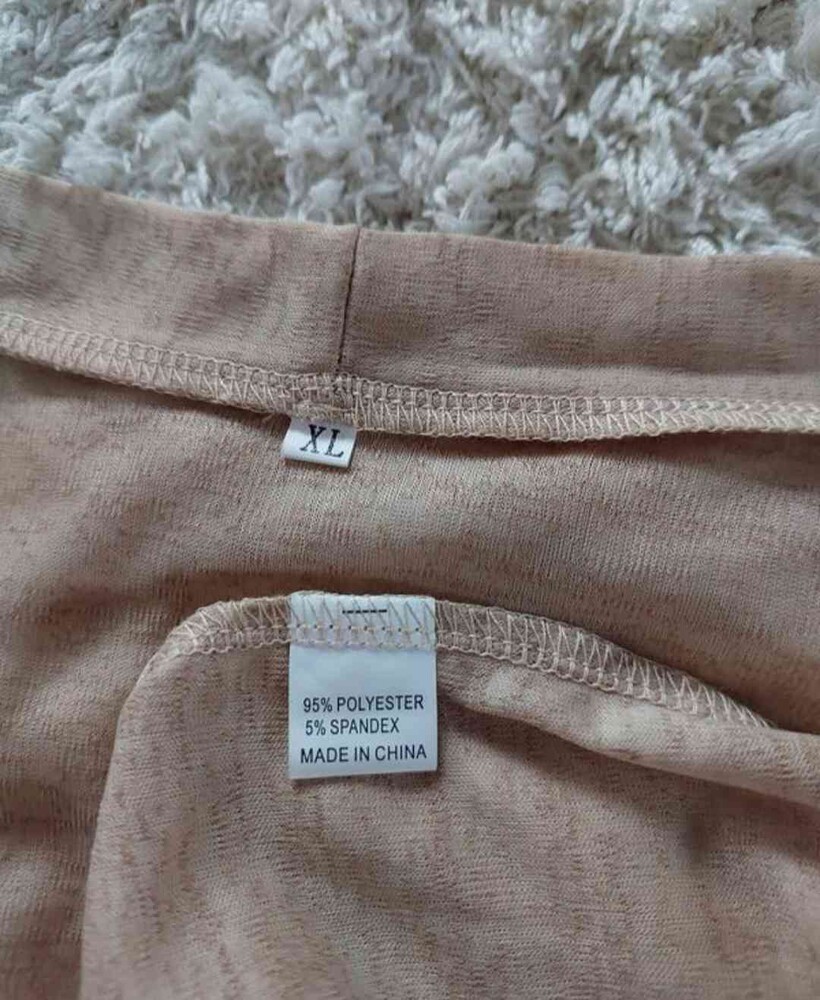 XL
95% POLYESTER
5% SPANDEX
MADE IN CHINA